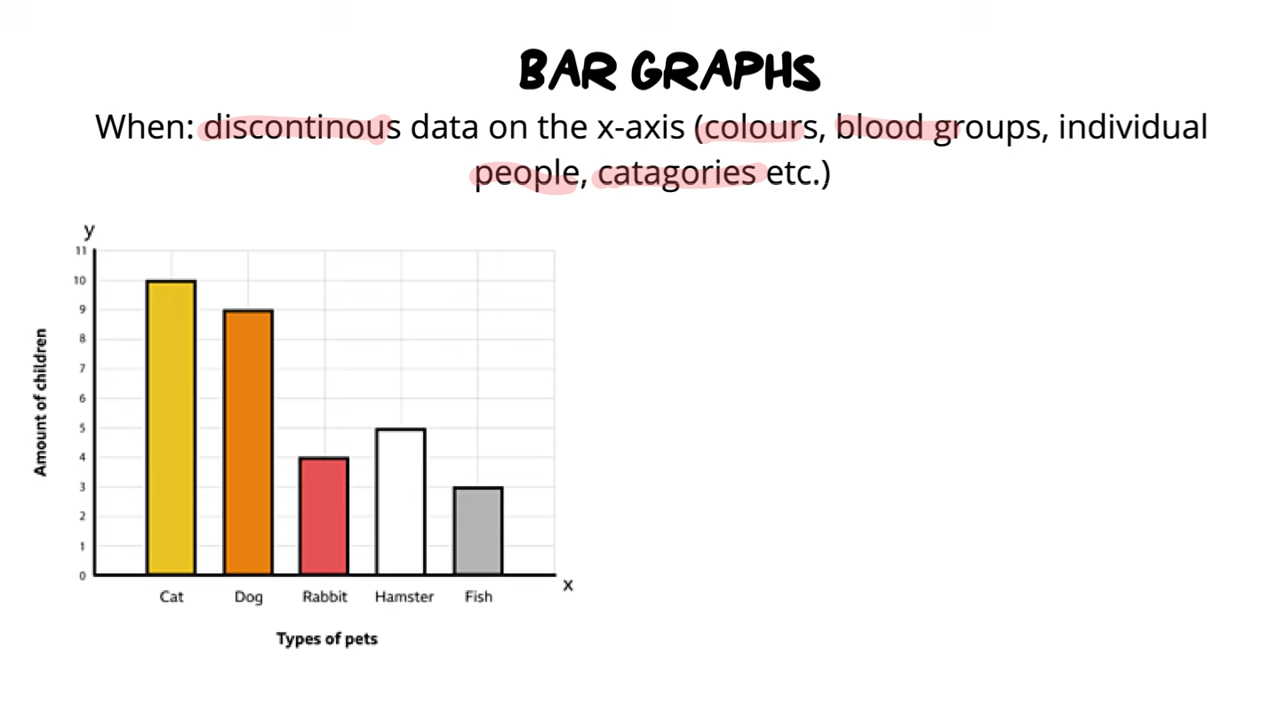 BAR GRAPHS
When: discontinous data on the x-axis (colours, blood groups, individual
people, catagories etc.)
y
11
10
9
8
7
6
5
4
3
2
1
0
Amount of children
x
Cat Dog Rabbit Hamster Fish
Types of pets